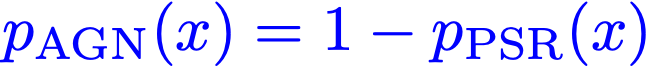 p_AGN(x) = 1 − p_PSR(x)